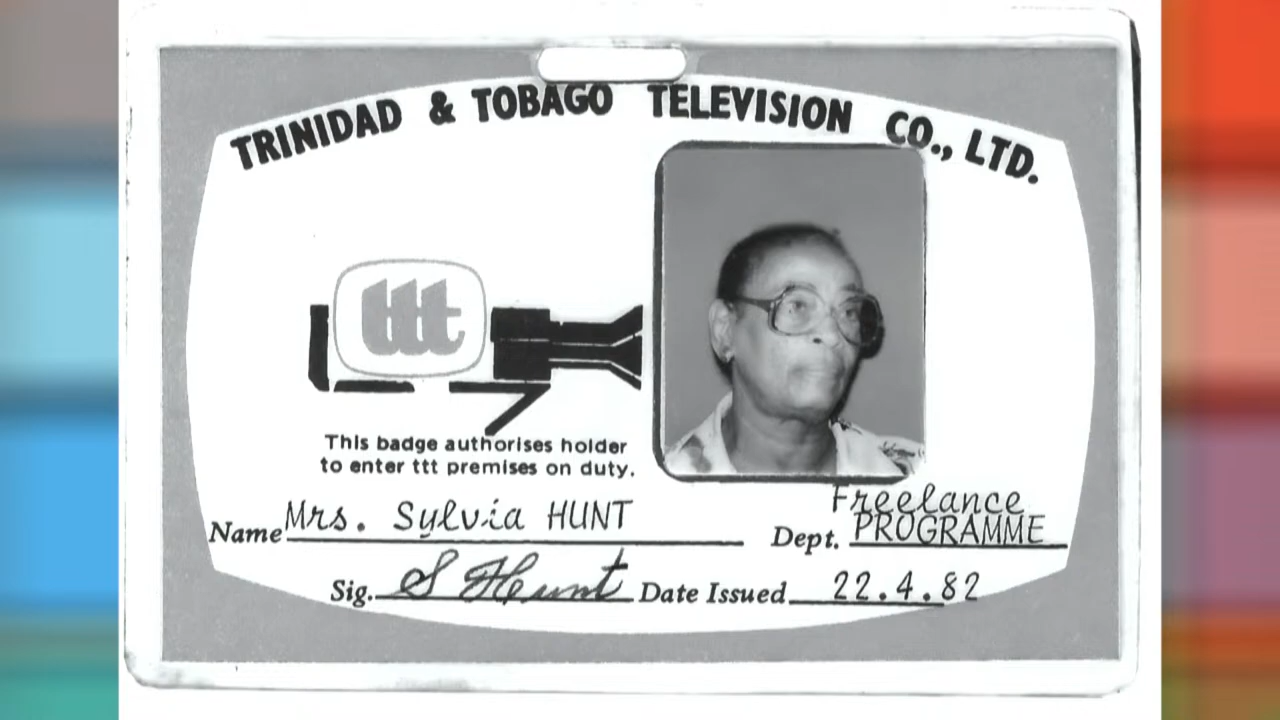 TRINIDAD & TOBAGO TELEVISION CO., LTD.
ttt
This badge authorises holder
to enter ttt premises on duty.
Name Mrs. Sylvia HUNT
Freelance
Dept. PROGRAMME
Sig. S Hunt Date Issued 22.4.82